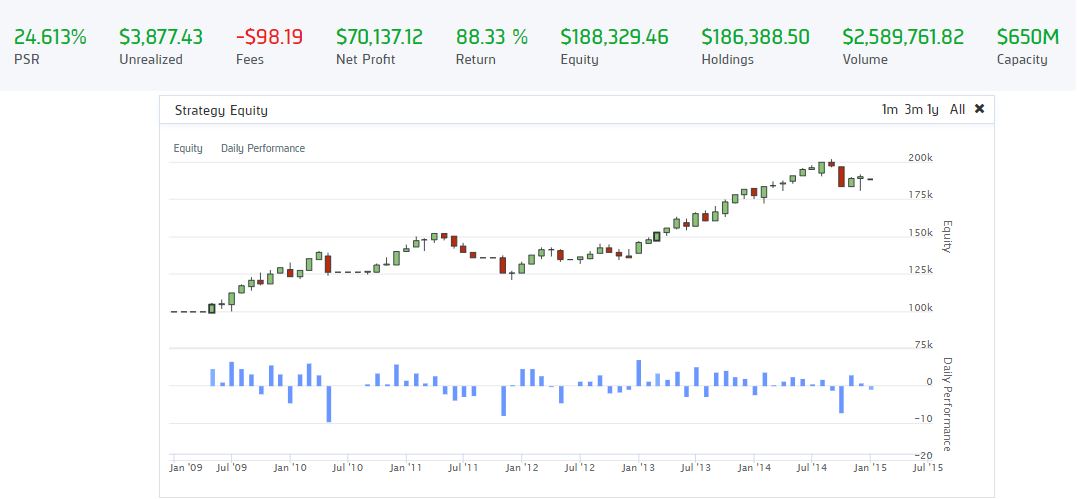 24.613% $3,877.43 -$98.19 $70,137.12 88.33 % $188,329.46 $186,388.50 $2,589,761.82 $650M
PSR Unrealized Fees Net Profit Return Equity Holdings Volume Capacity
Strategy Equity 1m 3m 1y All ✖
Equity Daily Performance
200k
175k
150k
125k
100k
75k
Equity
0
-10
-20
Daily Performance
Jan '09 Jul '09 Jan '10 Jul '10 Jan '11 Jul '11 Jan '12 Jul '12 Jan '13 Jul '13 Jan '14 Jul '14 Jan '15 Jul '15